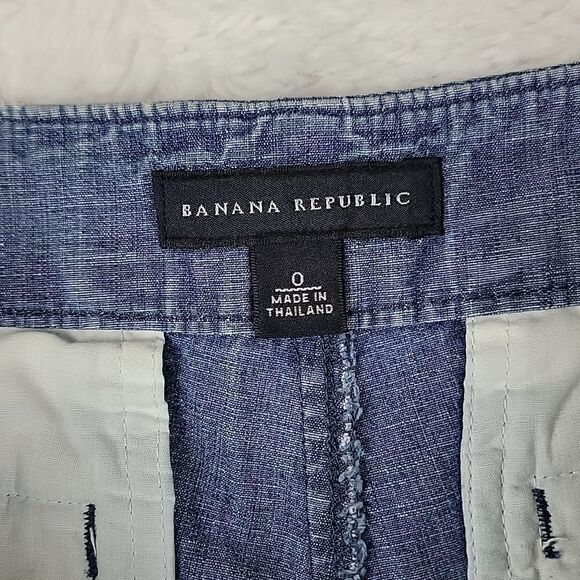 BANANA REPUBLIC
0
MADE IN
THAILAND